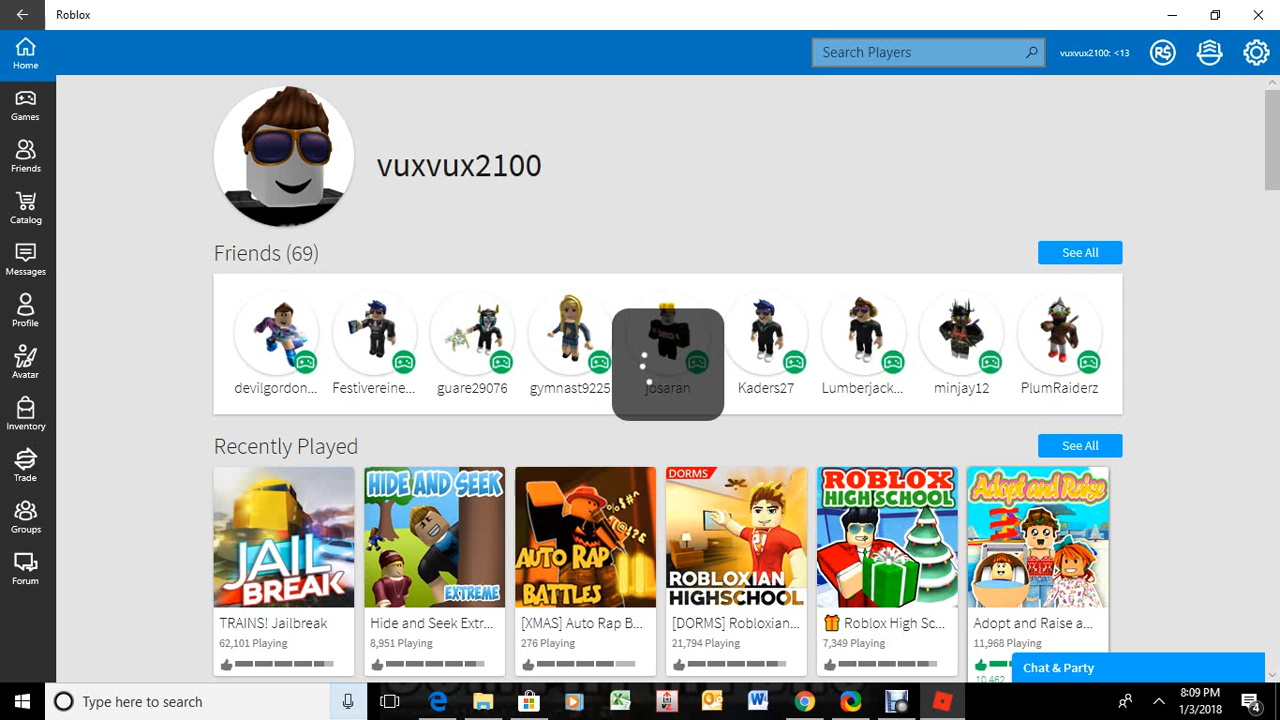 Roblox
Home
Search Players
vuxvux2100: <13
R$
Games
Friends
Catalog
Messages
Profile
Avatar
Inventory
Trade
Groups
Forum
vuxvux2100
Friends (69)
See All
devilgordon...
Festivereine...
guare29076
gymnast9225
josaran
Kaders27
Lumberjack...
minjay12
PlumRaiderz
Recently Played
See All
JAIL
BREAK
HIDE AND SEEK
EXTREME
%#^
@!?
AUTO RAP
BATTLES
DORMS
ROBLOXIAN
HIGHSCHOOL
ROBLOX
HIGH SCHOOL
Adopt and Raise
TRAINS! Jailbreak
Hide and Seek Extr...
[XMAS] Auto Rap B...
[DORMS] Robloxian...
Roblox High Sc...
Adopt and Raise a...
62,101 Playing
8,951 Playing
276 Playing
21,794 Playing
7,349 Playing
11,968 Playing
10,462
Chat & Party
Type here to search
8:09 PM
1/3/2018
4